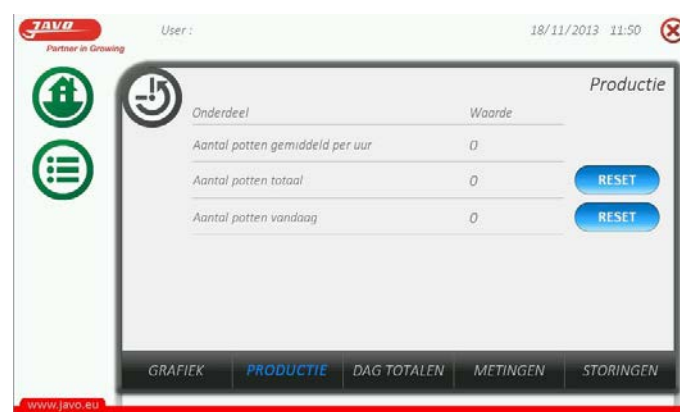 JAVO
Partner in Growing
User :
18/11/2013 11:50
Productie
Onderdeel Waarde
Aantal potten gemiddeld per uur 0
Aantal potten totaal 0 RESET
Aantal potten vandaag 0 RESET
GRAFIEK PRODUCTIE DAG TOTALEN METINGEN STORINGEN
www.javo.eu